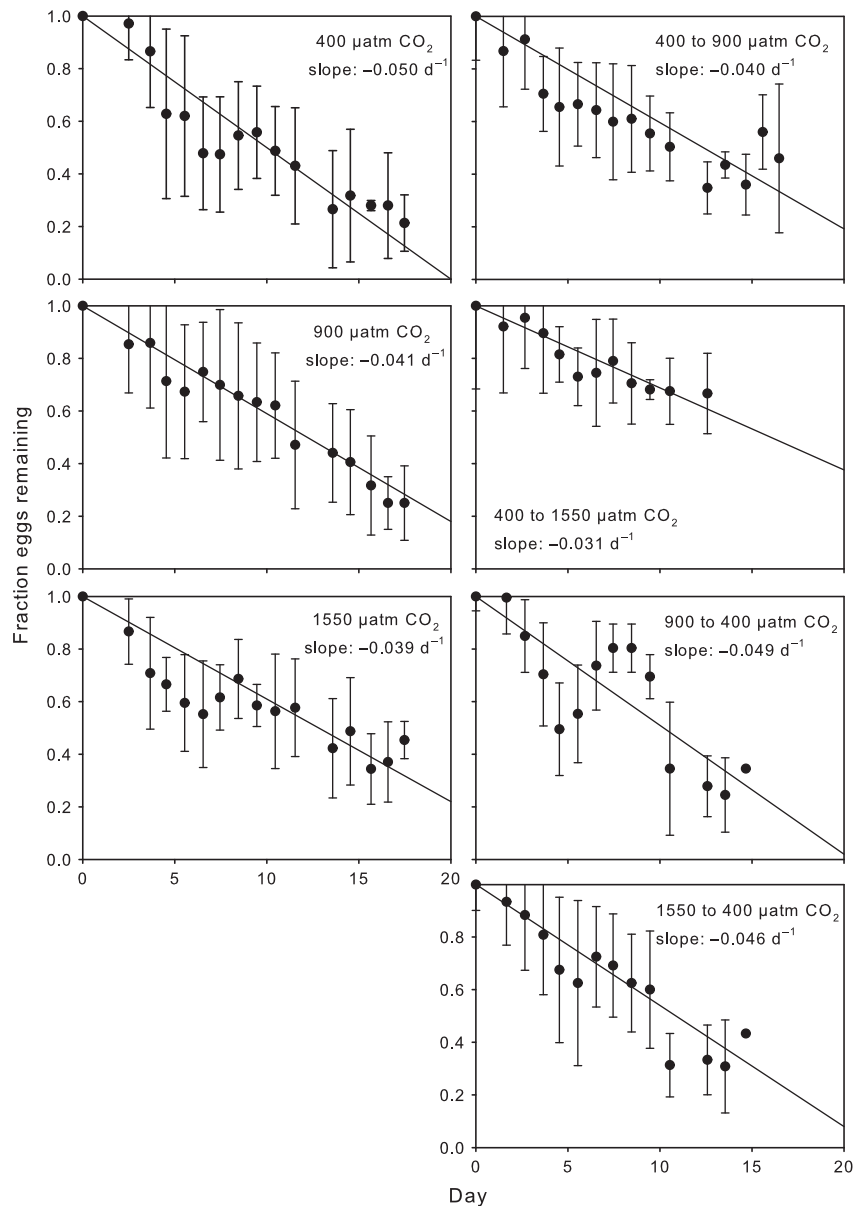 Fraction eggs remaining
1.0
0.8
0.6
0.4
0.2
0.0
400 µatm CO₂
slope: –0.050 d⁻¹
400 to 900 µatm CO₂
slope: –0.040 d⁻¹
1.0
0.8
0.6
0.4
0.2
0.0
900 µatm CO₂
slope: –0.041 d⁻¹
400 to 1550 µatm CO₂
slope: –0.031 d⁻¹
1.0
0.8
0.6
0.4
0.2
0.0
1550 µatm CO₂
slope: –0.039 d⁻¹
0 5 10 15 20
900 to 400 µatm CO₂
slope: –0.049 d⁻¹
1.0
0.8
0.6
0.4
0.2
0.0
1550 to 400 µatm CO₂
slope: –0.046 d⁻¹
0 5 10 15 20
Day